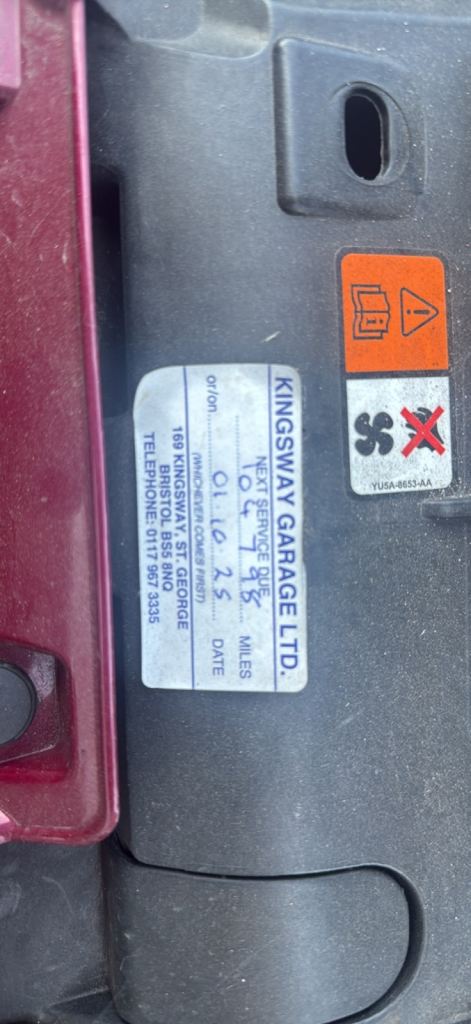 KINGSWAY GARAGE LTD.
NEXT SERVICE DUE
104798 MILES
or/on 01.10.25 DATE
(WHICHEVER COMES FIRST)
169 KINGSWAY, ST. GEORGE
BRISTOL BS5 8NQ
TELEPHONE: 0117 967 3335
YU5A-8653-AA